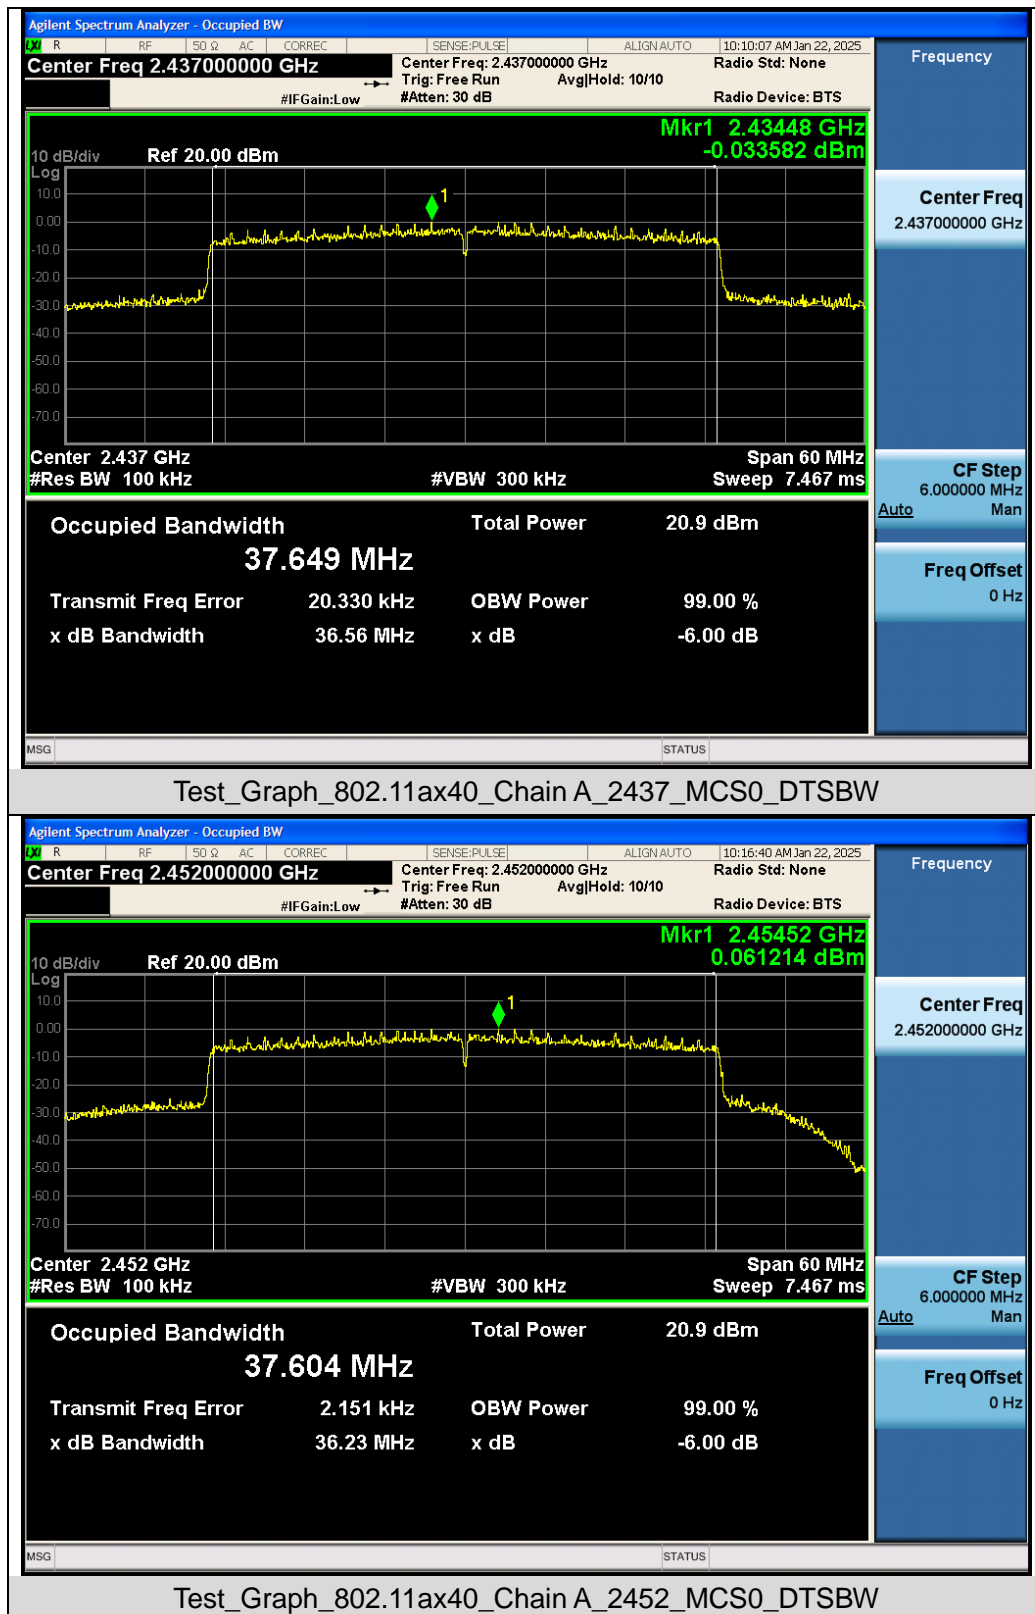 Agilent Spectrum Analyzer - Occupied BW
LXI R RF 50 Ω AC CORREC SENSE:PULSE ALIGN AUTO 10:10:07 AM Jan 22, 2025
Center Freq 2.437000000 GHz
Center Freq: 2.437000000 GHz
Radio Std: None
Trig: Free Run Avg|Hold: 10/10
#IFGain:Low #Atten: 30 dB Radio Device: BTS
Mkr1 2.43448 GHz
-0.033582 dBm
10 dB/div Ref 20.00 dBm
Log
10.0
0.00
-10.0
-20.0
-30.0
-40.0
-50.0
-60.0
-70.0
1
Center 2.437 GHz Span 60 MHz
#Res BW 100 kHz #VBW 300 kHz Sweep 7.467 ms
Occupied Bandwidth Total Power 20.9 dBm
37.649 MHz
Transmit Freq Error 20.330 kHz OBW Power 99.00 %
x dB Bandwidth 36.56 MHz x dB -6.00 dB
MSG STATUS
Frequency
Center Freq
2.437000000 GHz
CF Step
6.000000 MHz
Auto Man
Freq Offset
0 Hz
Test_Graph_802.11ax40_Chain A_2437_MCS0_DTSBW
Agilent Spectrum Analyzer - Occupied BW
LXI R RF 50 Ω AC CORREC SENSE:PULSE ALIGN AUTO 10:16:40 AM Jan 22, 2025
Center Freq 2.452000000 GHz
Center Freq: 2.452000000 GHz
Radio Std: None
Trig: Free Run Avg|Hold: 10/10
#IFGain:Low #Atten: 30 dB Radio Device: BTS
Mkr1 2.45452 GHz
0.061214 dBm
10 dB/div Ref 20.00 dBm
Log
10.0
0.00
-10.0
-20.0
-30.0
-40.0
-50.0
-60.0
-70.0
1
Center 2.452 GHz Span 60 MHz
#Res BW 100 kHz #VBW 300 kHz Sweep 7.467 ms
Occupied Bandwidth Total Power 20.9 dBm
37.604 MHz
Transmit Freq Error 2.151 kHz OBW Power 99.00 %
x dB Bandwidth 36.23 MHz x dB -6.00 dB
MSG STATUS
Frequency
Center Freq
2.452000000 GHz
CF Step
6.000000 MHz
Auto Man
Freq Offset
0 Hz
Test_Graph_802.11ax40_Chain A_2452_MCS0_DTSBW